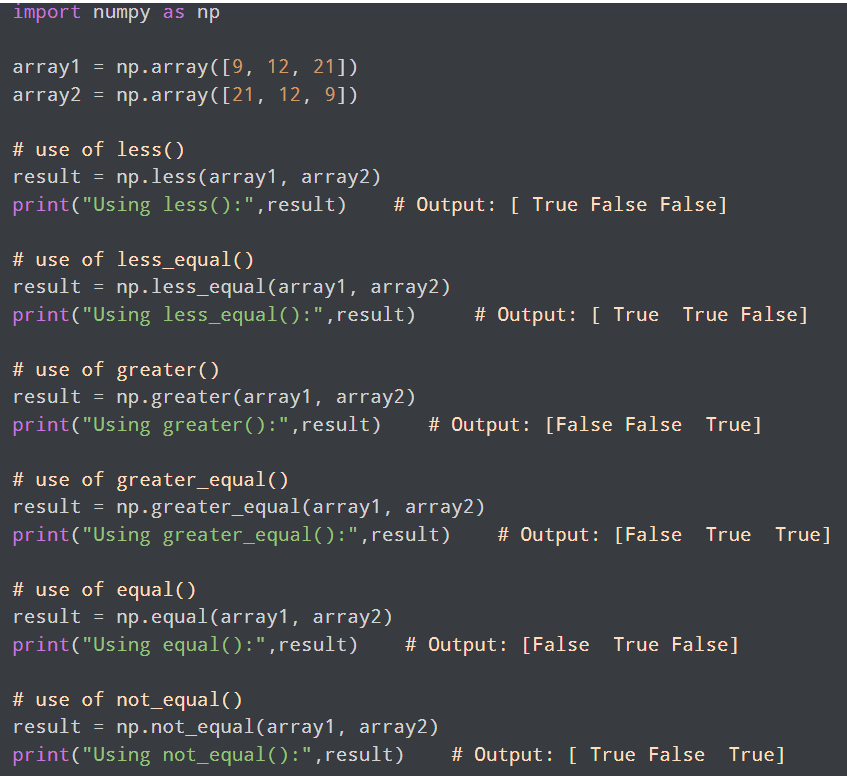 import numpy as np
array1 = np.array([9, 12, 21])
array2 = np.array([21, 12, 9])
# use of less()
result = np.less(array1, array2)
print("Using less():",result)    # Output: [ True False False]
# use of less_equal()
result = np.less_equal(array1, array2)
print("Using less_equal():",result)     # Output: [ True  True False]
# use of greater()
result = np.greater(array1, array2)
print("Using greater():",result)    # Output: [False False  True]
# use of greater_equal()
result = np.greater_equal(array1, array2)
print("Using greater_equal():",result)    # Output: [False  True  True]
# use of equal()
result = np.equal(array1, array2)
print("Using equal():",result)    # Output: [False  True False]
# use of not_equal()
result = np.not_equal(array1, array2)
print("Using not_equal():",result)    # Output: [ True False  True]